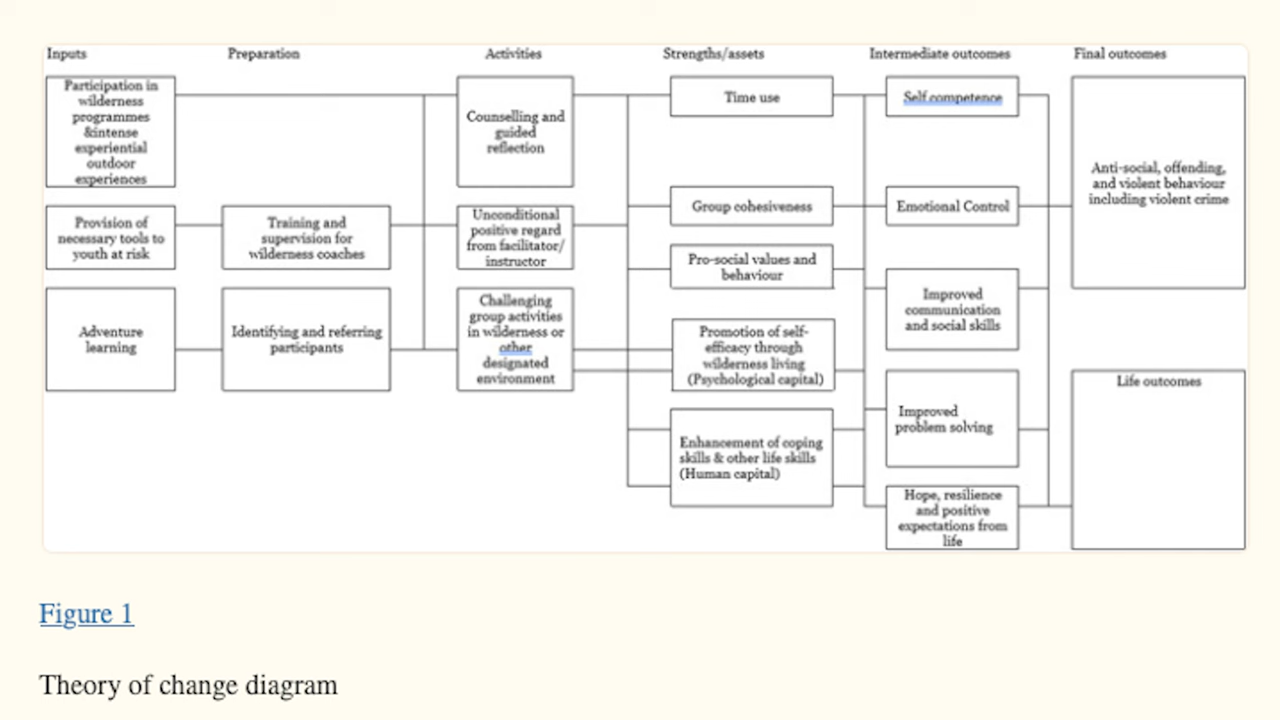 Inputs
Preparation
Activities
Strengths/assets
Intermediate outcomes
Final outcomes
Participation in
wilderness
programmes
&intense
experiential
outdoor
experiences
Provision of
necessary tools to
youth at risk
Adventure
learning
Training and
supervision for
wilderness coaches
Identifying and referring
participants
Counselling and
guided
reflection
Unconditional
positive regard
from facilitator/
instructor
Challenging
group activities
in wilderness or
other
designated
environment
Time use
Group cohesiveness
Pro-social values and
behaviour
Promotion of self-
efficacy through
wilderness living
(Psychological capital)
Enhancement of coping
skills & other life skills
(Human capital)
Self competence
Emotional Control
Improved
communication
and social skills
Improved
problem solving
Hope, resilience
and positive
expectations from
life
Anti-social, offending,
and violent behaviour
including violent crime
Life outcomes
Figure 1
Theory of change diagram